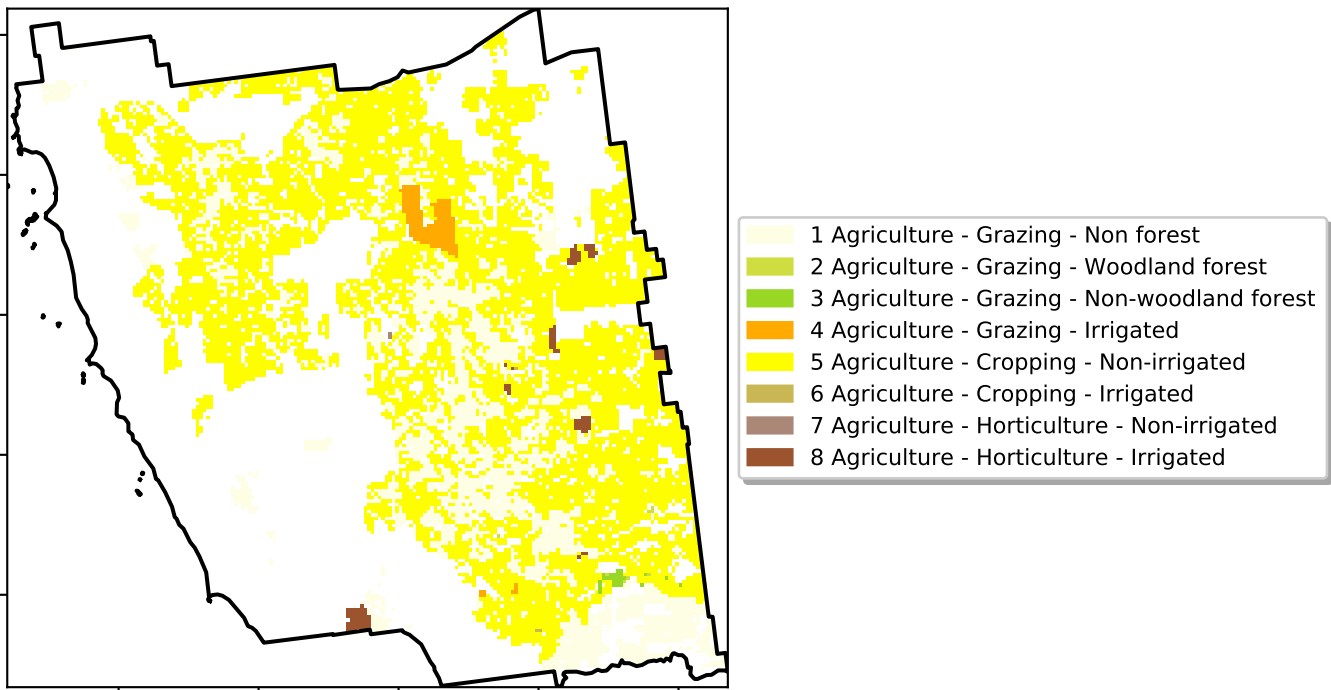 1 Agriculture - Grazing - Non forest
2 Agriculture - Grazing - Woodland forest
3 Agriculture - Grazing - Non-woodland forest
4 Agriculture - Grazing - Irrigated
5 Agriculture - Cropping - Non-irrigated
6 Agriculture - Cropping - Irrigated
7 Agriculture - Horticulture - Non-irrigated
8 Agriculture - Horticulture - Irrigated